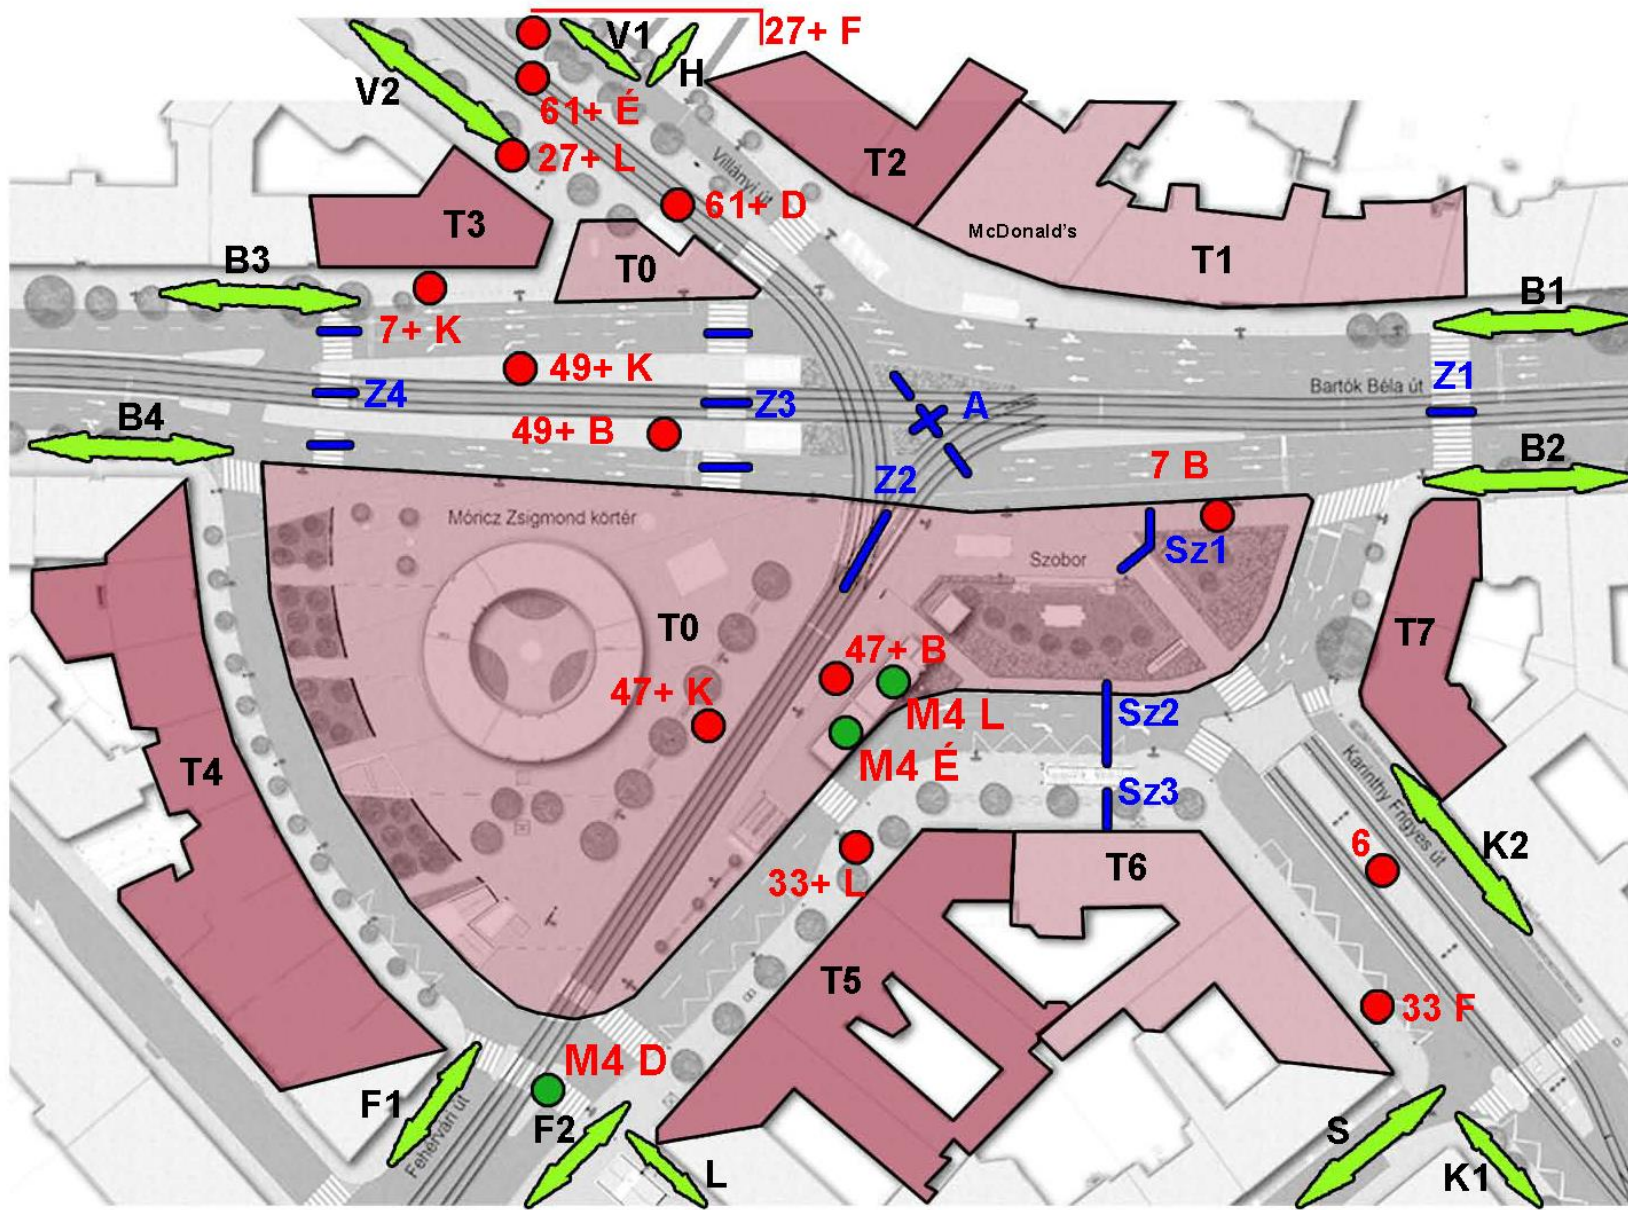 V1
27+ F
H
V2
61+ É
27+ L
Villányi út
T2
61+ D
T3
McDonald's
T1
B3
T0
B1
7+ K
49+ K
Z4
Z3
A
Bartók Béla út
Z1
B4
49+ B
B2
Z2
7 B
Móricz Zsigmond körtér
Szobor
Sz1
T0
T7
47+ B
47+ K
M4 L
Sz2
M4 É
T4
Sz3
Karinthy Frigyes út
6
K2
33+ L
T6
T5
33 F
M4 D
F1
Fehérvári út
F2
L
S
K1